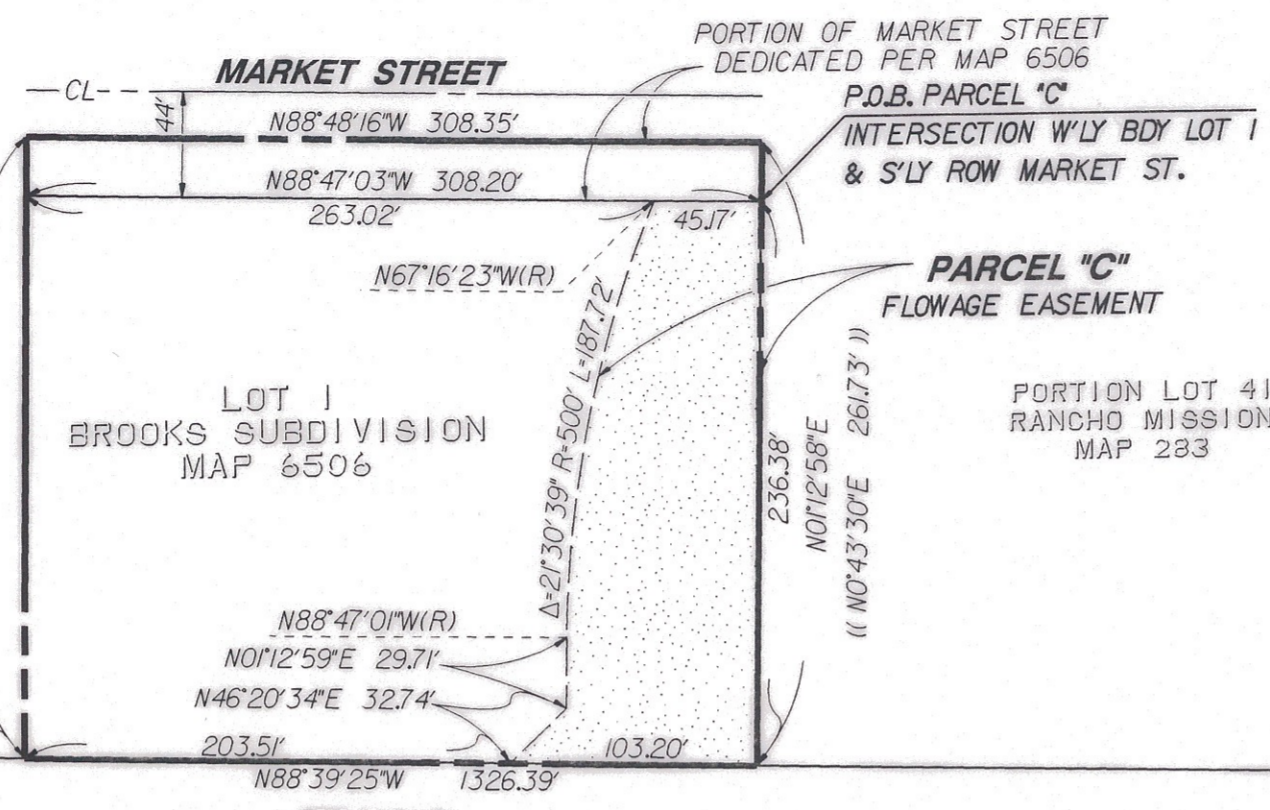 PORTION OF MARKET STREET
DEDICATED PER MAP 6506
MARKET STREET
CL
44'
N88°48'16"W 308.35'
P.O.B. PARCEL "C"
INTERSECTION W'LY BDY LOT 1
& S'LY ROW MARKET ST.
N88°47'03"W 308.20'
263.02'
45.17'
N67°16'23"W(R)
PARCEL "C"
FLOWAGE EASEMENT
Δ=21°30'39" R=500' L=187.72'
LOT 1
BROOKS SUBDIVISION
MAP 6506
236.38'
N01°12'58"E
(( N0°43'30"E 261.73' ))
PORTION LOT 41
RANCHO MISSION
MAP 283
N88°47'01"W(R)
N01°12'59"E 29.71'
N46°20'34"E 32.74'
203.51'
103.20'
N88°39'25"W 1326.39'